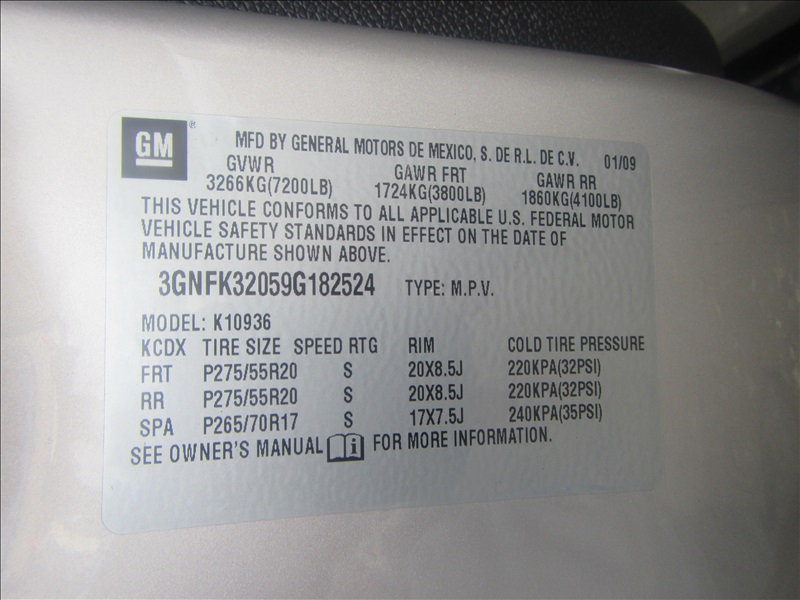 GM
MFD BY GENERAL MOTORS DE MEXICO, S. DE R.L. DE C.V. 01/09
GVWR GAWR FRT GAWR RR
3266KG(7200LB) 1724KG(3800LB) 1860KG(4100LB)
THIS VEHICLE CONFORMS TO ALL APPLICABLE U.S. FEDERAL MOTOR
VEHICLE SAFETY STANDARDS IN EFFECT ON THE DATE OF
MANUFACTURE SHOWN ABOVE.
3GNFK32059G182524 TYPE: M.P.V.
MODEL: K10936
KCDX TIRE SIZE SPEED RTG RIM COLD TIRE PRESSURE
FRT P275/55R20 S 20X8.5J 220KPA(32PSI)
RR P275/55R20 S 20X8.5J 220KPA(32PSI)
SPA P265/70R17 S 17X7.5J 240KPA(35PSI)
SEE OWNER'S MANUAL i FOR MORE INFORMATION.